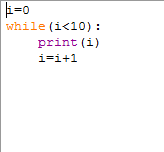 i=0
while(i<10):
    print(i)
    i=i+1